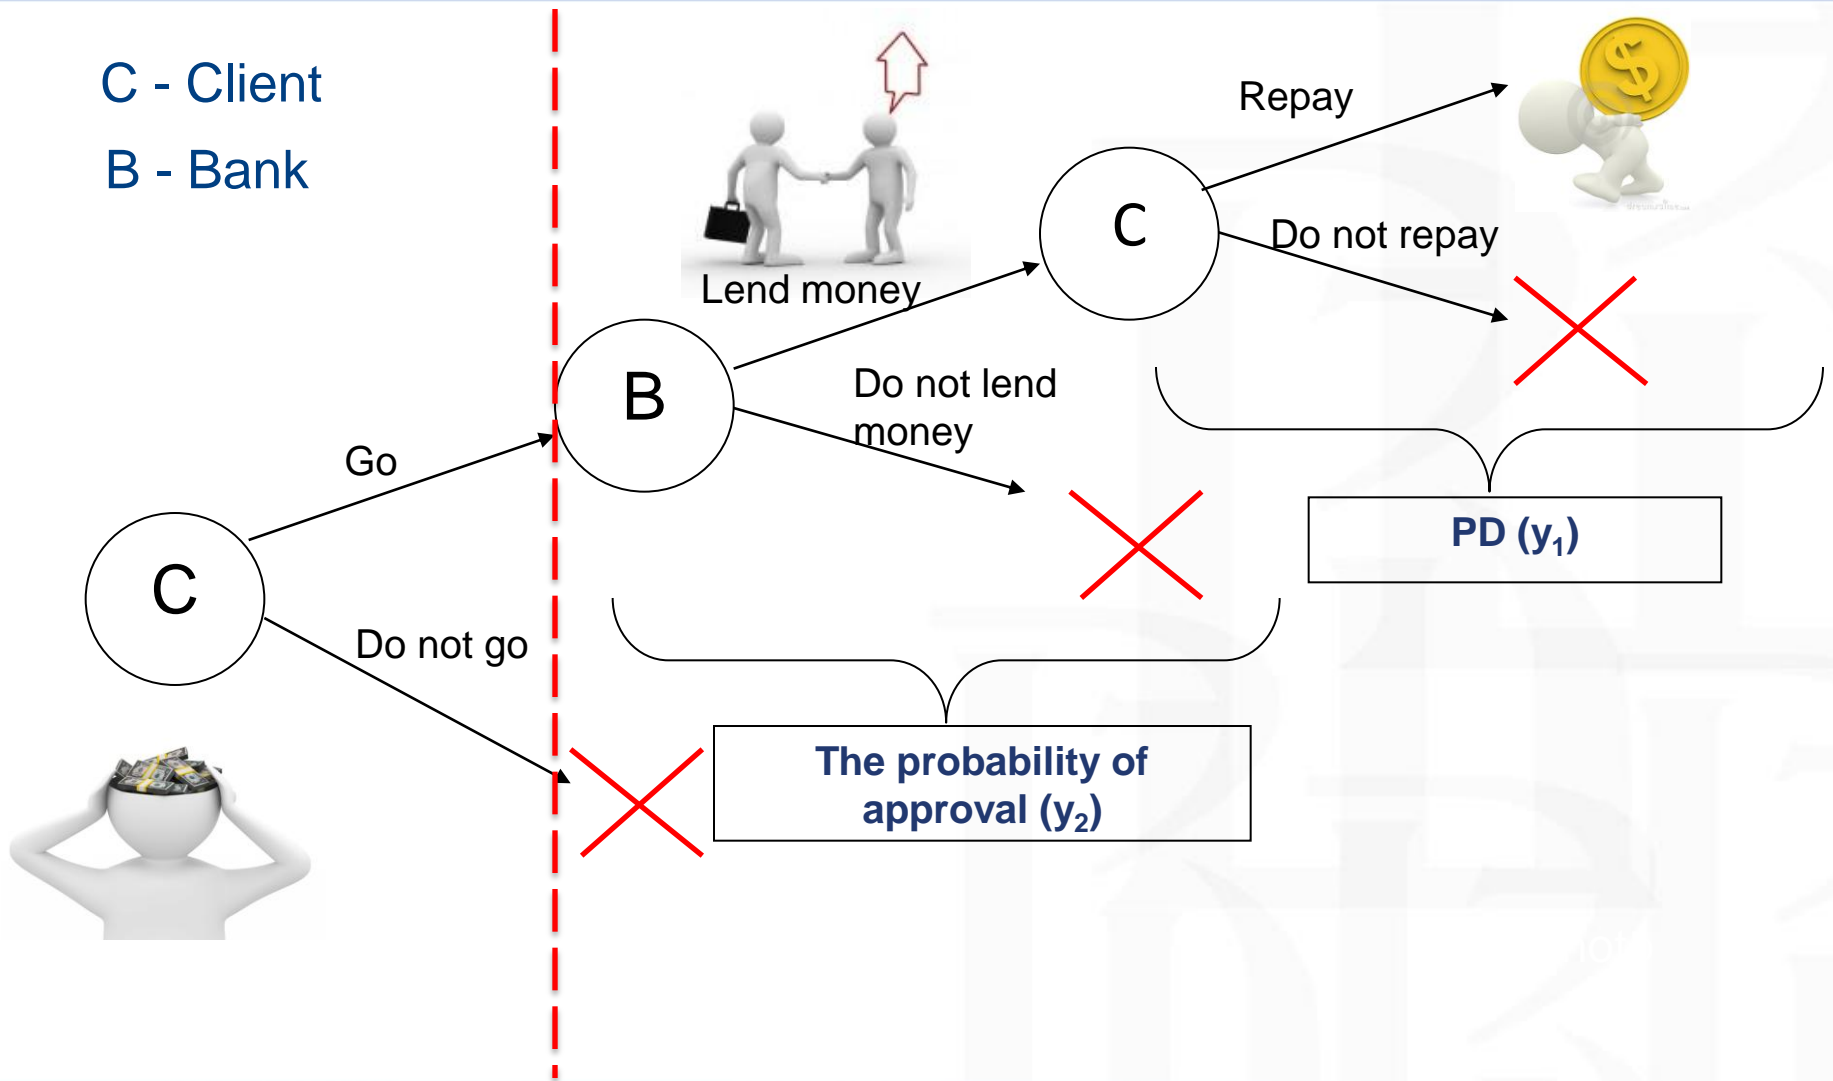 C - Client
B - Bank
Repay
C
Do not repay
Lend money
B
Do not lend
money
Go
PD (y₁)
C
Do not go
The probability of
approval (y₂)